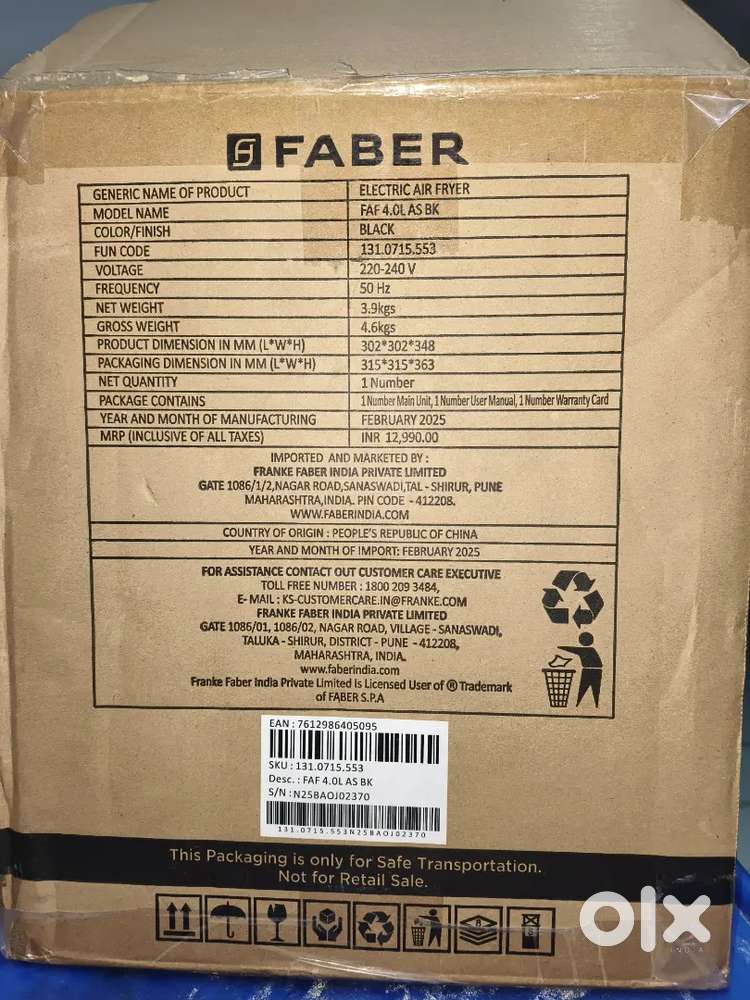 FABER
GENERIC NAME OF PRODUCT ELECTRIC AIR FRYER
MODEL NAME FAF 4.0L AS BK
COLOR/FINISH BLACK
FUN CODE 131.0715.553
VOLTAGE 220-240 V
FREQUENCY 50 Hz
NET WEIGHT 3.9kgs
GROSS WEIGHT 4.6kgs
PRODUCT DIMENSION IN MM (L*W*H) 302*302*348
PACKAGING DIMENSION IN MM (L*W*H) 315*315*363
NET QUANTITY 1 Number
PACKAGE CONTAINS 1 Number Main Unit, 1 Number User Manual, 1 Number Warranty Card
YEAR AND MONTH OF MANUFACTURING FEBRUARY 2025
MRP (INCLUSIVE OF ALL TAXES) INR 12,990.00
IMPORTED AND MARKETED BY :
FRANKE FABER INDIA PRIVATE LIMITED
GATE 1086/1/2,NAGAR ROAD,SANASWADI,TAL - SHIRUR, PUNE
MAHARASHTRA,INDIA. PIN CODE - 412208.
WWW.FABERINDIA.COM
COUNTRY OF ORIGIN : PEOPLE'S REPUBLIC OF CHINA
YEAR AND MONTH OF IMPORT: FEBRUARY 2025
FOR ASSISTANCE CONTACT OUT CUSTOMER CARE EXECUTIVE
TOLL FREE NUMBER : 1800 209 3484,
E- MAIL : KS-CUSTOMERCARE.IN@FRANKE.COM
FRANKE FABER INDIA PRIVATE LIMITED
GATE 1086/01, 1086/02, NAGAR ROAD, VILLAGE - SANASWADI,
TALUKA - SHIRUR, DISTRICT - PUNE - 412208,
MAHARASHTRA, INDIA.
www.faberindia.com
Franke Faber India Private Limited Is Licensed User of ® Trademark
of FABER S.P.A
EAN : 7612986405095
SKU : 131.0715.553
Desc. : FAF 4.0L AS BK
S/N : N25BAOJ02370
131.0715.553N25BAOJ02370
This Packaging is only for Safe Transportation.
Not for Retail Sale.
olx
INDIA